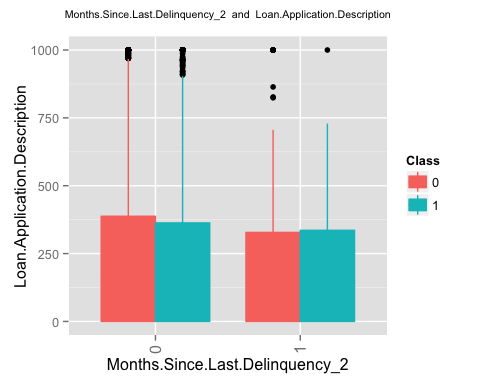 Months.Since.Last.Delinquency_2 and Loan.Application.Description
Loan.Application.Description
1000
750
500
250
0
0
1
Months.Since.Last.Delinquency_2
Class
0
1